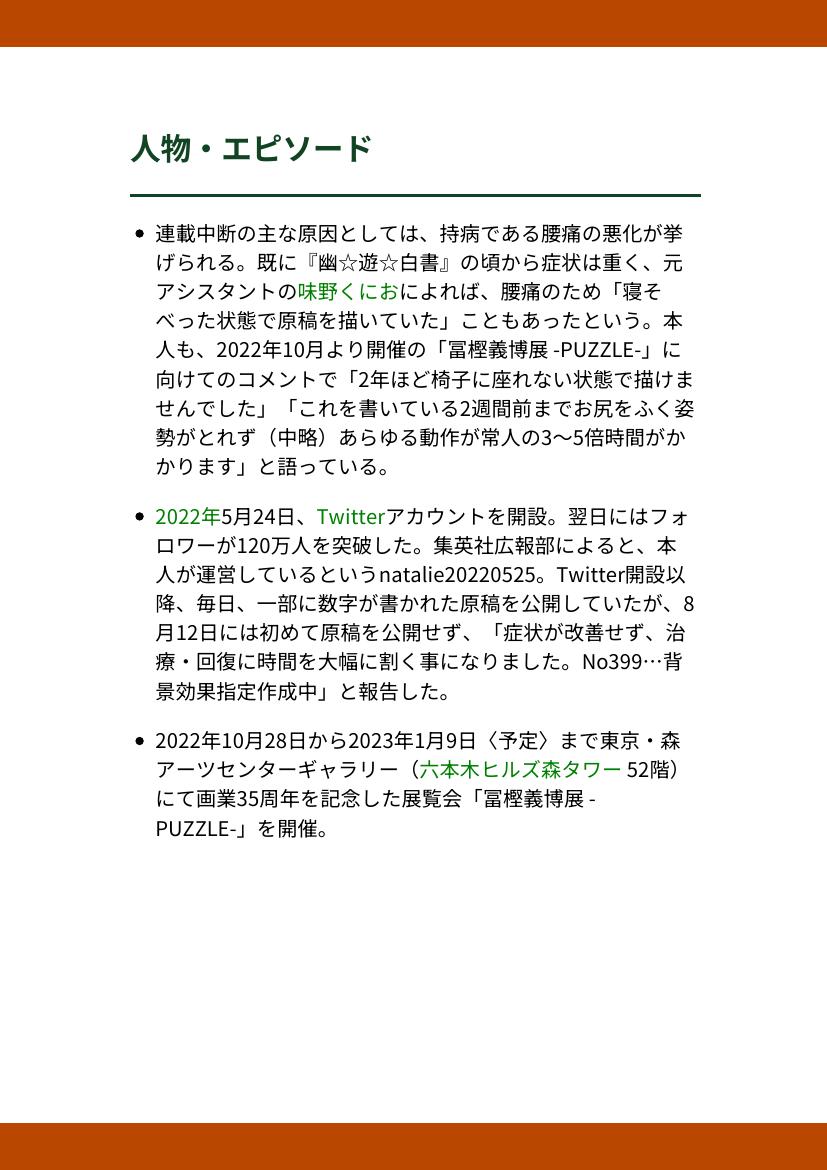 人物・エピソード
• 連載中断の主な原因としては、持病である腰痛の悪化が挙
げられる。既に『幽☆遊☆白書』の頃から症状は重く、元
アシスタントの味野くにおによれば、腰痛のため「寝そ
べった状態で原稿を描いていた」こともあったという。本
人も、2022年10月より開催の「冨樫義博展 -PUZZLE-」に
向けてのコメントで「2年ほど椅子に座れない状態で描けま
せんでした」「これを書いている2週間前までお尻をふく姿
勢がとれず（中略）あらゆる動作が常人の3〜5倍時間がか
かります」と語っている。
• 2022年5月24日、Twitterアカウントを開設。翌日にはフォ
ロワーが120万人を突破した。集英社広報部によると、本
人が運営しているというnatalie20220525。Twitter開設以
降、毎日、一部に数字が書かれた原稿を公開していたが、8
月12日には初めて原稿を公開せず、「症状が改善せず、治
療・回復に時間を大幅に割く事になりました。No399…背
景効果指定作成中」と報告した。
• 2022年10月28日から2023年1月9日〈予定〉まで東京・森
アーツセンターギャラリー（六本木ヒルズ森タワー 52階）
にて画業35周年を記念した展覧会「冨樫義博展 -
PUZZLE-」を開催。